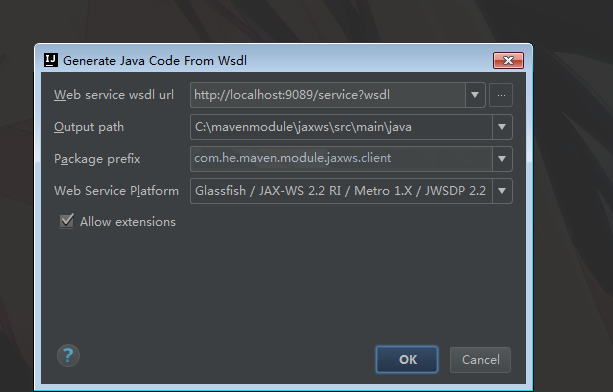 Generate Java Code From Wsdl
Web service wsdl url http://localhost:9089/service?wsdl ...
Output path C:\mavenmodule\jaxws\src\main\java
Package prefix com.he.maven.module.jaxws.client
Web Service Platform Glassfish / JAX-WS 2.2 RI / Metro 1.X / JWSDP 2.2
Allow extensions
? OK Cancel